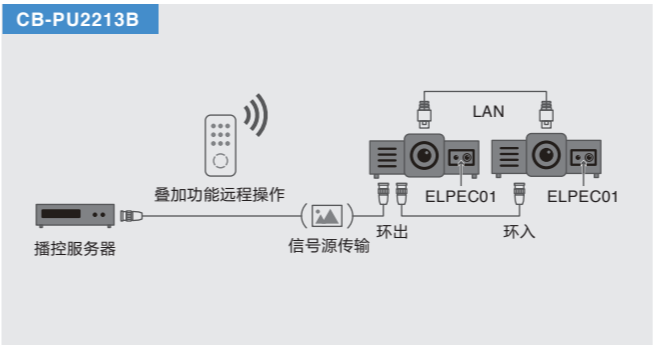 CB-PU2213B
LAN
叠加功能远程操作
ELPEC01
ELPEC01
播控服务器
信号源传输
环出
环入